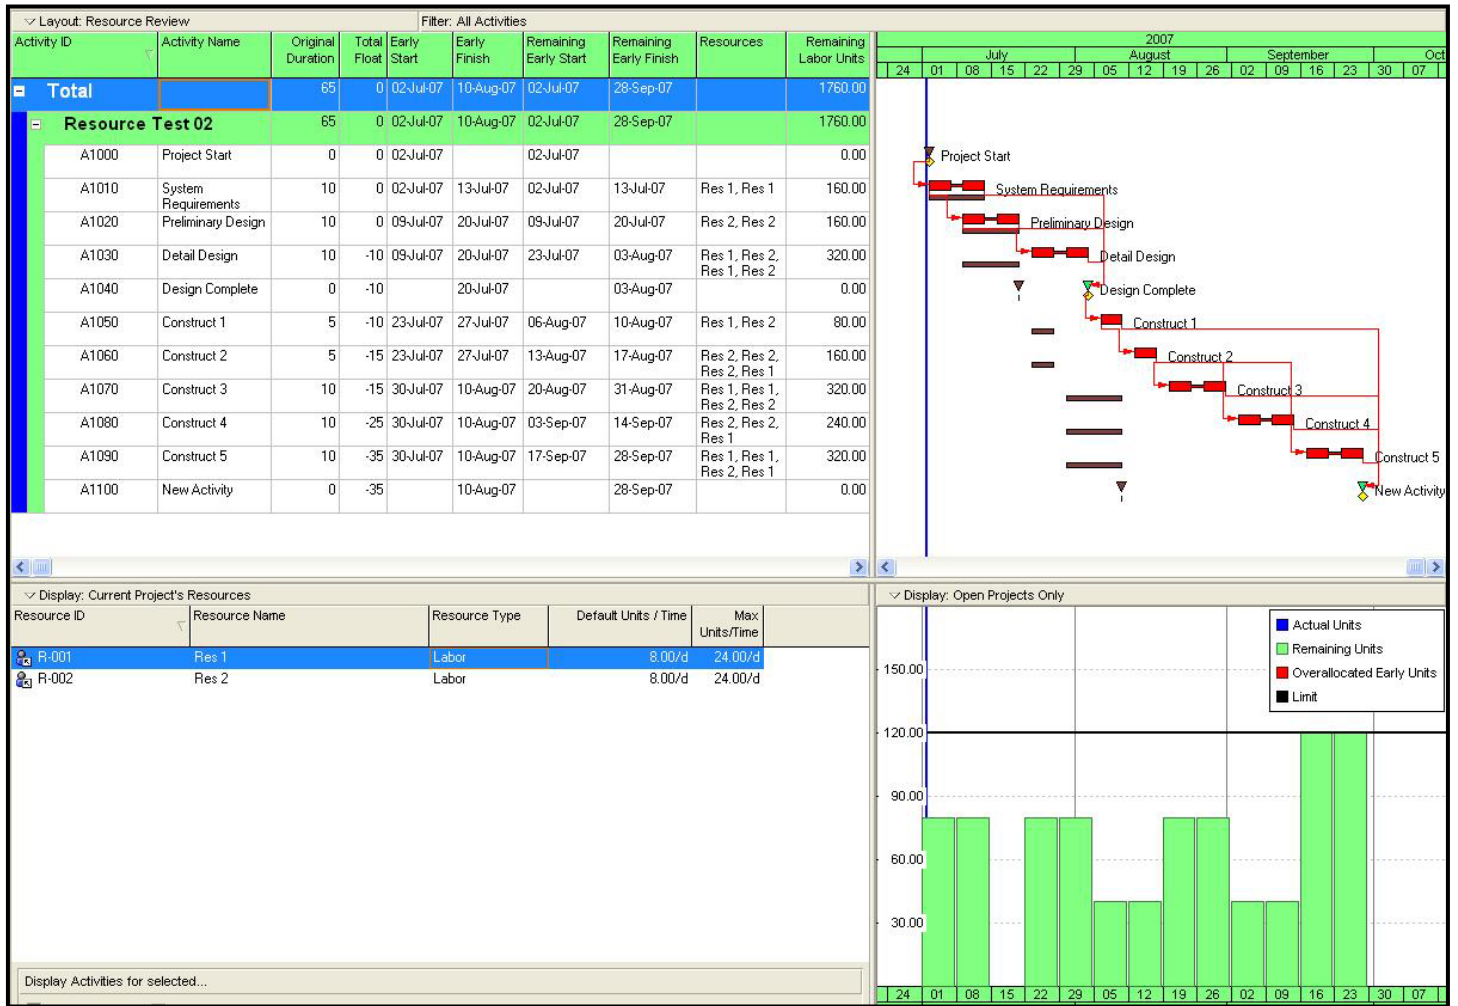 Layout: Resource Review Filter: All Activities
Activity ID Activity Name Original Duration Total Float Early Start Early Finish Remaining Early Start Remaining Early Finish Resources Remaining Labor Units
Total 65 0 02-Jul-07 10-Aug-07 02-Jul-07 28-Sep-07 1760.00
Resource Test 02 65 0 02-Jul-07 10-Aug-07 02-Jul-07 28-Sep-07 1760.00
A1000 Project Start 0 0 02-Jul-07 02-Jul-07 0.00
A1010 System Requirements 10 0 02-Jul-07 13-Jul-07 02-Jul-07 13-Jul-07 Res 1, Res 1 160.00
A1020 Preliminary Design 10 0 09-Jul-07 20-Jul-07 09-Jul-07 20-Jul-07 Res 2, Res 2 160.00
A1030 Detail Design 10 -10 09-Jul-07 20-Jul-07 23-Jul-07 03-Aug-07 Res 1, Res 2, Res 1, Res 2 320.00
A1040 Design Complete 0 -10 20-Jul-07 03-Aug-07 0.00
A1050 Construct 1 5 -10 23-Jul-07 27-Jul-07 06-Aug-07 10-Aug-07 Res 1, Res 2 80.00
A1060 Construct 2 5 -15 23-Jul-07 27-Jul-07 13-Aug-07 17-Aug-07 Res 2, Res 2, Res 2, Res 1 160.00
A1070 Construct 3 10 -15 30-Jul-07 10-Aug-07 20-Aug-07 31-Aug-07 Res 1, Res 1, Res 2, Res 2 320.00
A1080 Construct 4 10 -25 30-Jul-07 10-Aug-07 03-Sep-07 14-Sep-07 Res 2, Res 2, Res 1 240.00
A1090 Construct 5 10 -35 30-Jul-07 10-Aug-07 17-Sep-07 28-Sep-07 Res 1, Res 1, Res 2, Res 1 320.00
A1100 New Activity 0 -35 10-Aug-07 28-Sep-07 0.00
2007
July August September Oct
24 01 08 15 22 29 05 12 19 26 02 09 16 23 30 07
Project Start
System Requirements
Preliminary Design
Detail Design
Design Complete
Construct 1
Construct 2
Construct 3
Construct 4
Construct 5
New Activity
Display: Current Project's Resources
Resource ID Resource Name Resource Type Default Units / Time Max Units/Time
R-001 Res 1 Labor 8.00/d 24.00/d
R-002 Res 2 Labor 8.00/d 24.00/d
Display Activities for selected...
Display: Open Projects Only
Actual Units
Remaining Units
Overallocated Early Units
Limit
150.00
120.00
90.00
60.00
30.00
24 01 08 15 22 29 05 12 19 26 02 09 16 23 30 07